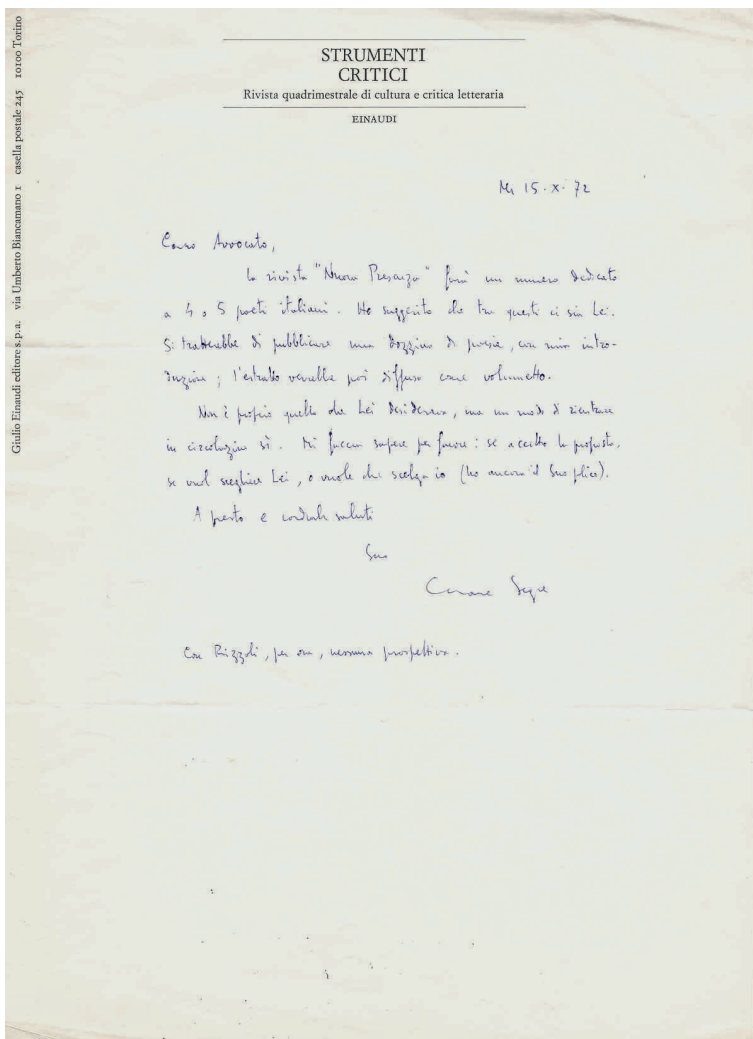 STRUMENTI
CRITICI
Rivista quadrimestrale di cultura e critica letteraria
EINAUDI
Giulio Einaudi editore s.p.a. via Umberto Biancamano 1 casella postale 245 10100 Torino
Mi 15.X.72
Caro Avvocato,
la rivista "Nuova Presenza" farà un numero dedicato
a 4 o 5 poeti italiani. Ho suggerito che tra questi ci sia Lei.
Si tratterebbe di pubblicare una dozzina di poesie, con mia intro-
duzione; l'estratto verrebbe poi diffuso come volumetto.
Non è proprio quello che Lei desiderava, ma un modo di rientrare
in circolazione sì. Mi faccia sapere per favore: se accetta la proposta,
se vuol scegliere Lei, o vuole che scelga io (ho ancora il Suo plico).
A presto e cordiali saluti
Suo
Cesare Segre
Con Rizzoli, per ora, nessuna prospettiva.